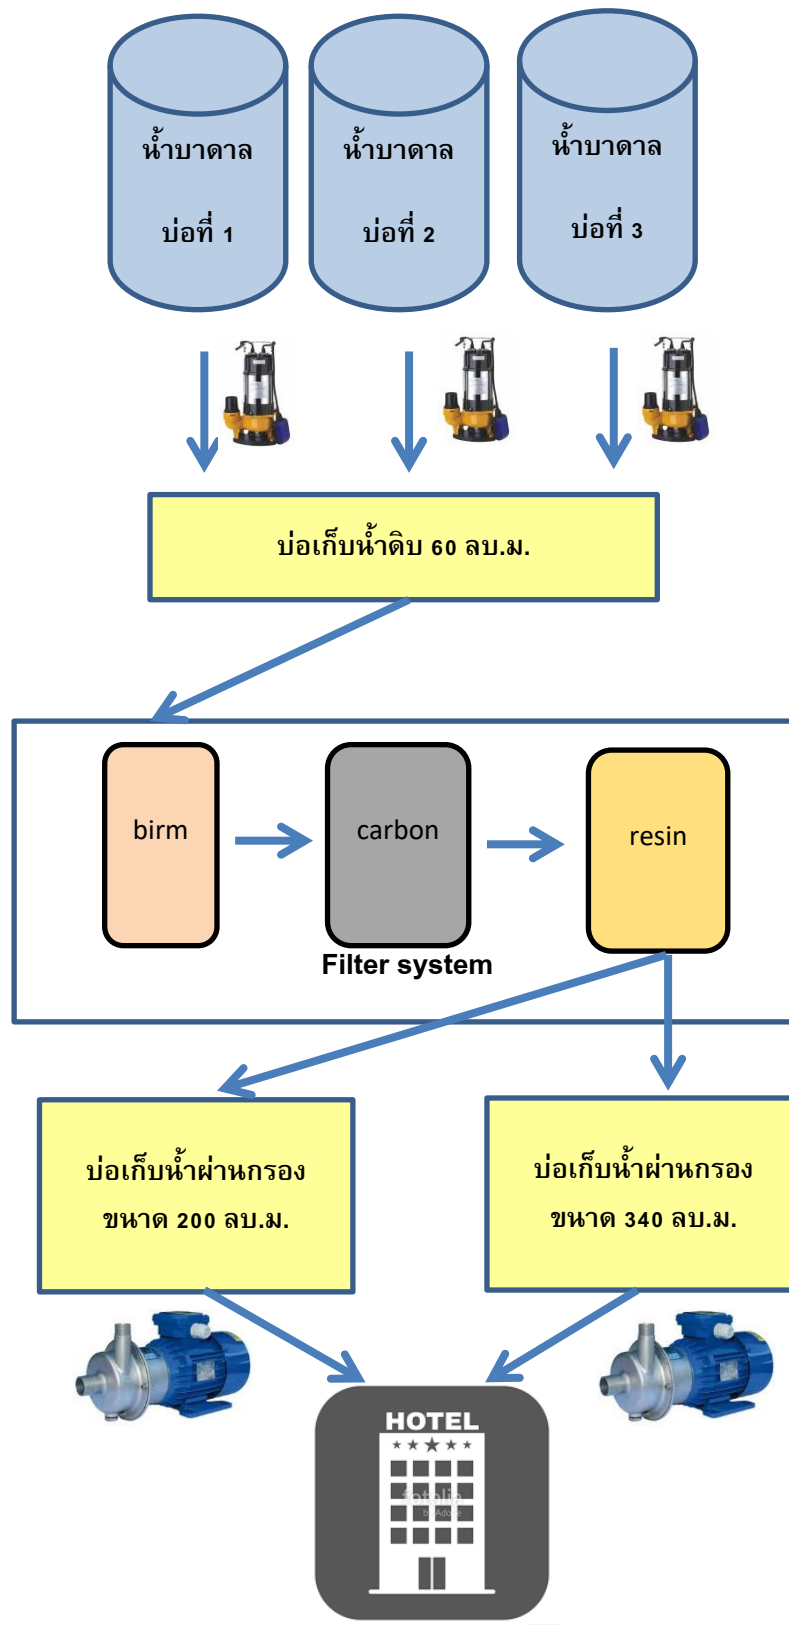 น้ำบาดาล
บ่อที่ 1
น้ำบาดาล
บ่อที่ 2
น้ำบาดาล
บ่อที่ 3
บ่อเก็บน้ำดิบ 60 ลบ.ม.
birm
carbon
resin
Filter system
บ่อเก็บน้ำผ่านกรอง
ขนาด 200 ลบ.ม.
บ่อเก็บน้ำผ่านกรอง
ขนาด 340 ลบ.ม.
HOTEL
fotolia
by Adobe